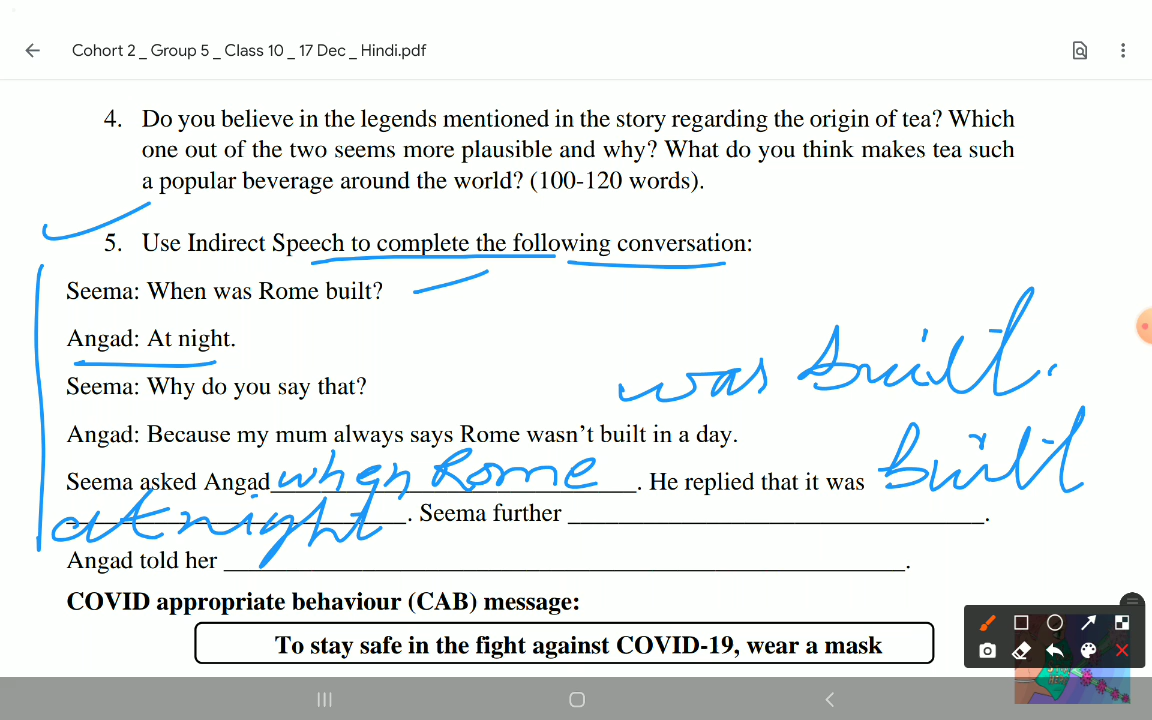 Cohort 2 _ Group 5 _ Class 10 _ 17 Dec _ Hindi.pdf
4. Do you believe in the legends mentioned in the story regarding the origin of tea? Which
one out of the two seems more plausible and why? What do you think makes tea such
a popular beverage around the world? (100-120 words).
5. Use Indirect Speech to complete the following conversation:
Seema: When was Rome built?
Angad: At night.
Seema: Why do you say that?
was built.
Angad: Because my mum always says Rome wasn’t built in a day.
Seema asked Angad when Rome. He replied that it was built
at night. Seema further ____.
Angad told her ____.
COVID appropriate behaviour (CAB) message:
To stay safe in the fight against COVID-19, wear a mask